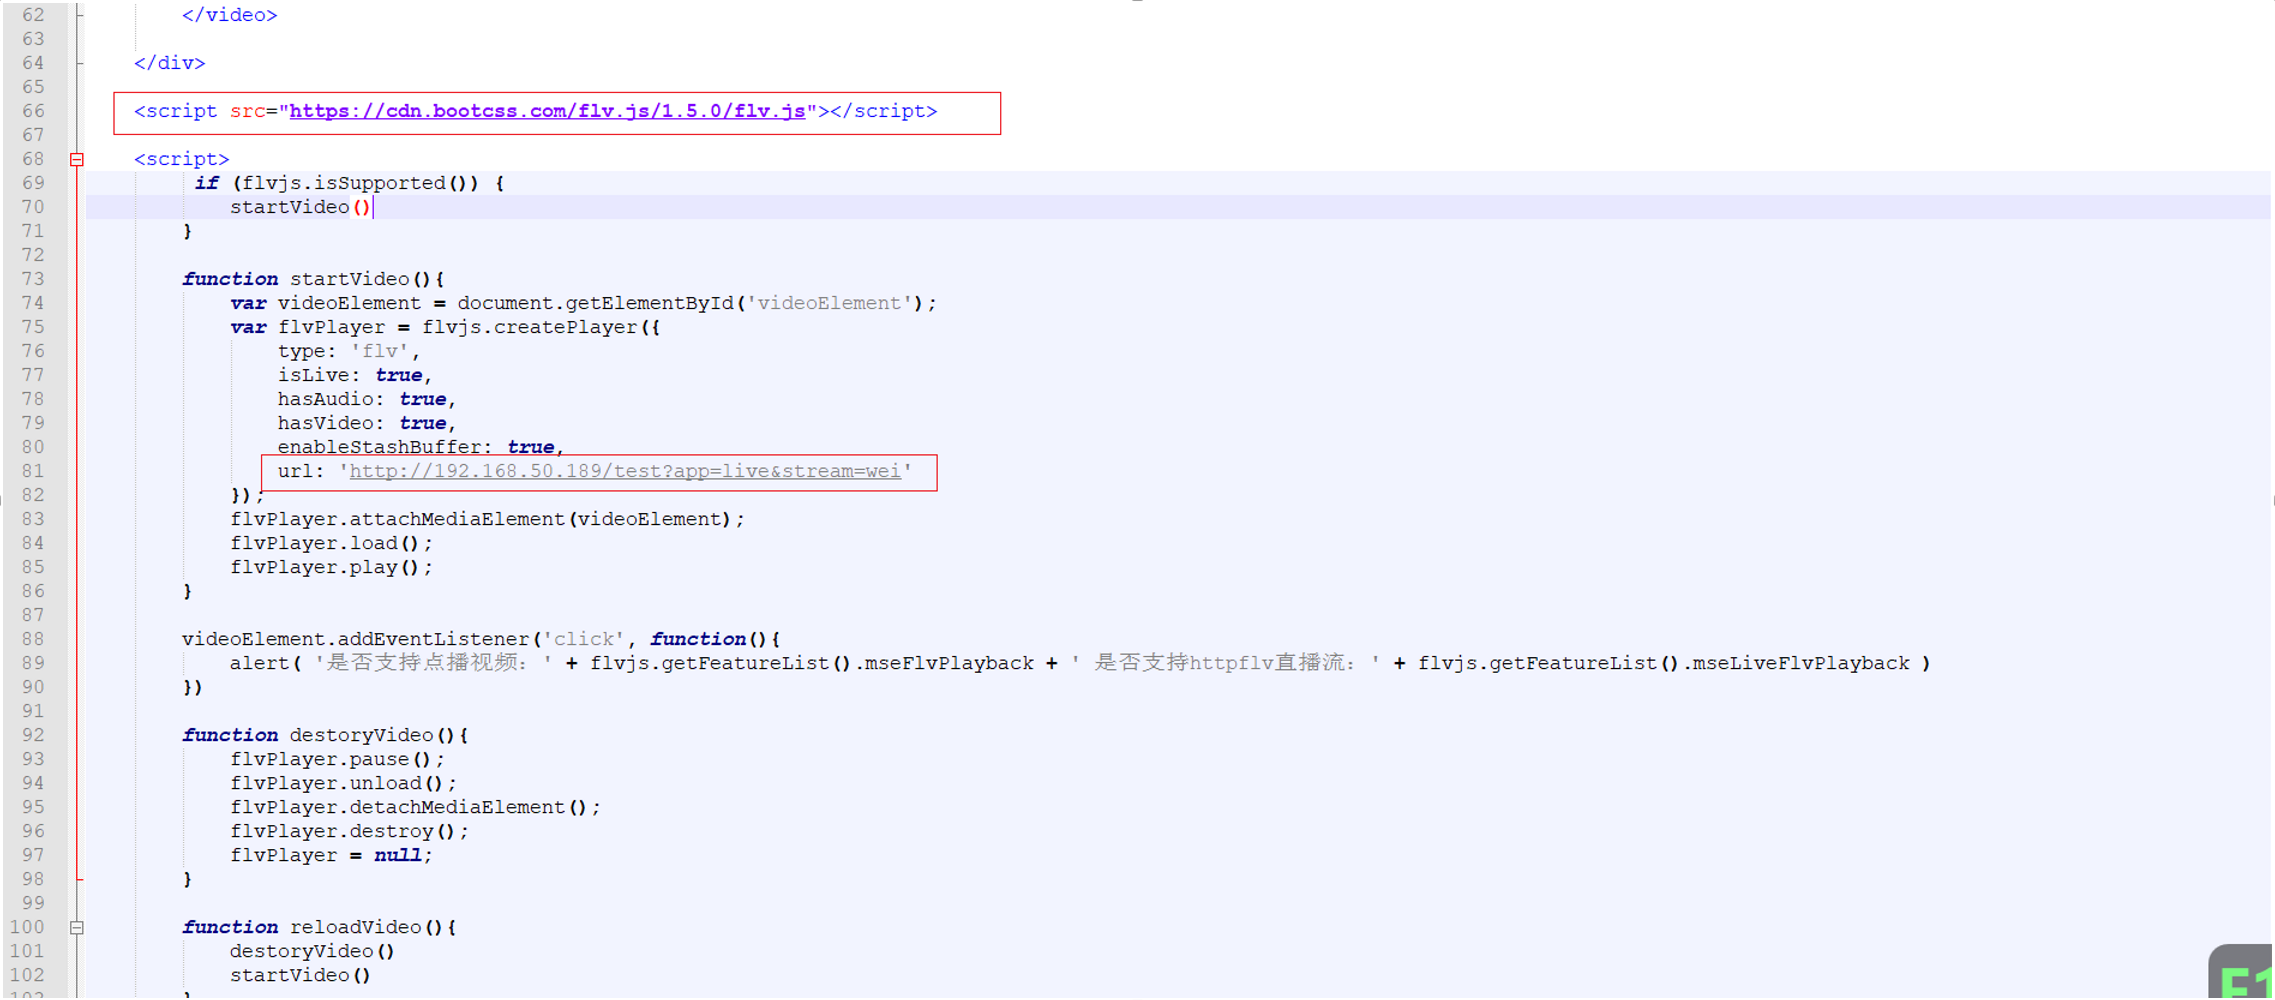 62 </video>
63
64 </div>
65
66 <script src="https://cdn.bootcss.com/flv.js/1.5.0/flv.js"></script>
67
68 <script>
69 if (flvjs.isSupported()) {
70 startVideo()
71 }
72
73 function startVideo(){
74 var videoElement = document.getElementById('videoElement');
75 var flvPlayer = flvjs.createPlayer({
76 type: 'flv',
77 isLive: true,
78 hasAudio: true,
79 hasVideo: true,
80 enableStashBuffer: true,
81 url: 'http://192.168.50.189/test?app=live&stream=wei'
82 });
83 flvPlayer.attachMediaElement(videoElement);
84 flvPlayer.load();
85 flvPlayer.play();
86 }
87
88 videoElement.addEventListener('click', function(){
89 alert( '是否支持点播视频：' + flvjs.getFeatureList().mseFlvPlayback + ' 是否支持httpflv直播流：' + flvjs.getFeatureList().mseLiveFlvPlayback )
90 })
91
92 function destoryVideo(){
93 flvPlayer.pause();
94 flvPlayer.unload();
95 flvPlayer.detachMediaElement();
96 flvPlayer.destroy();
97 flvPlayer = null;
98 }
99
100 function reloadVideo(){
101 destoryVideo()
102 startVideo()